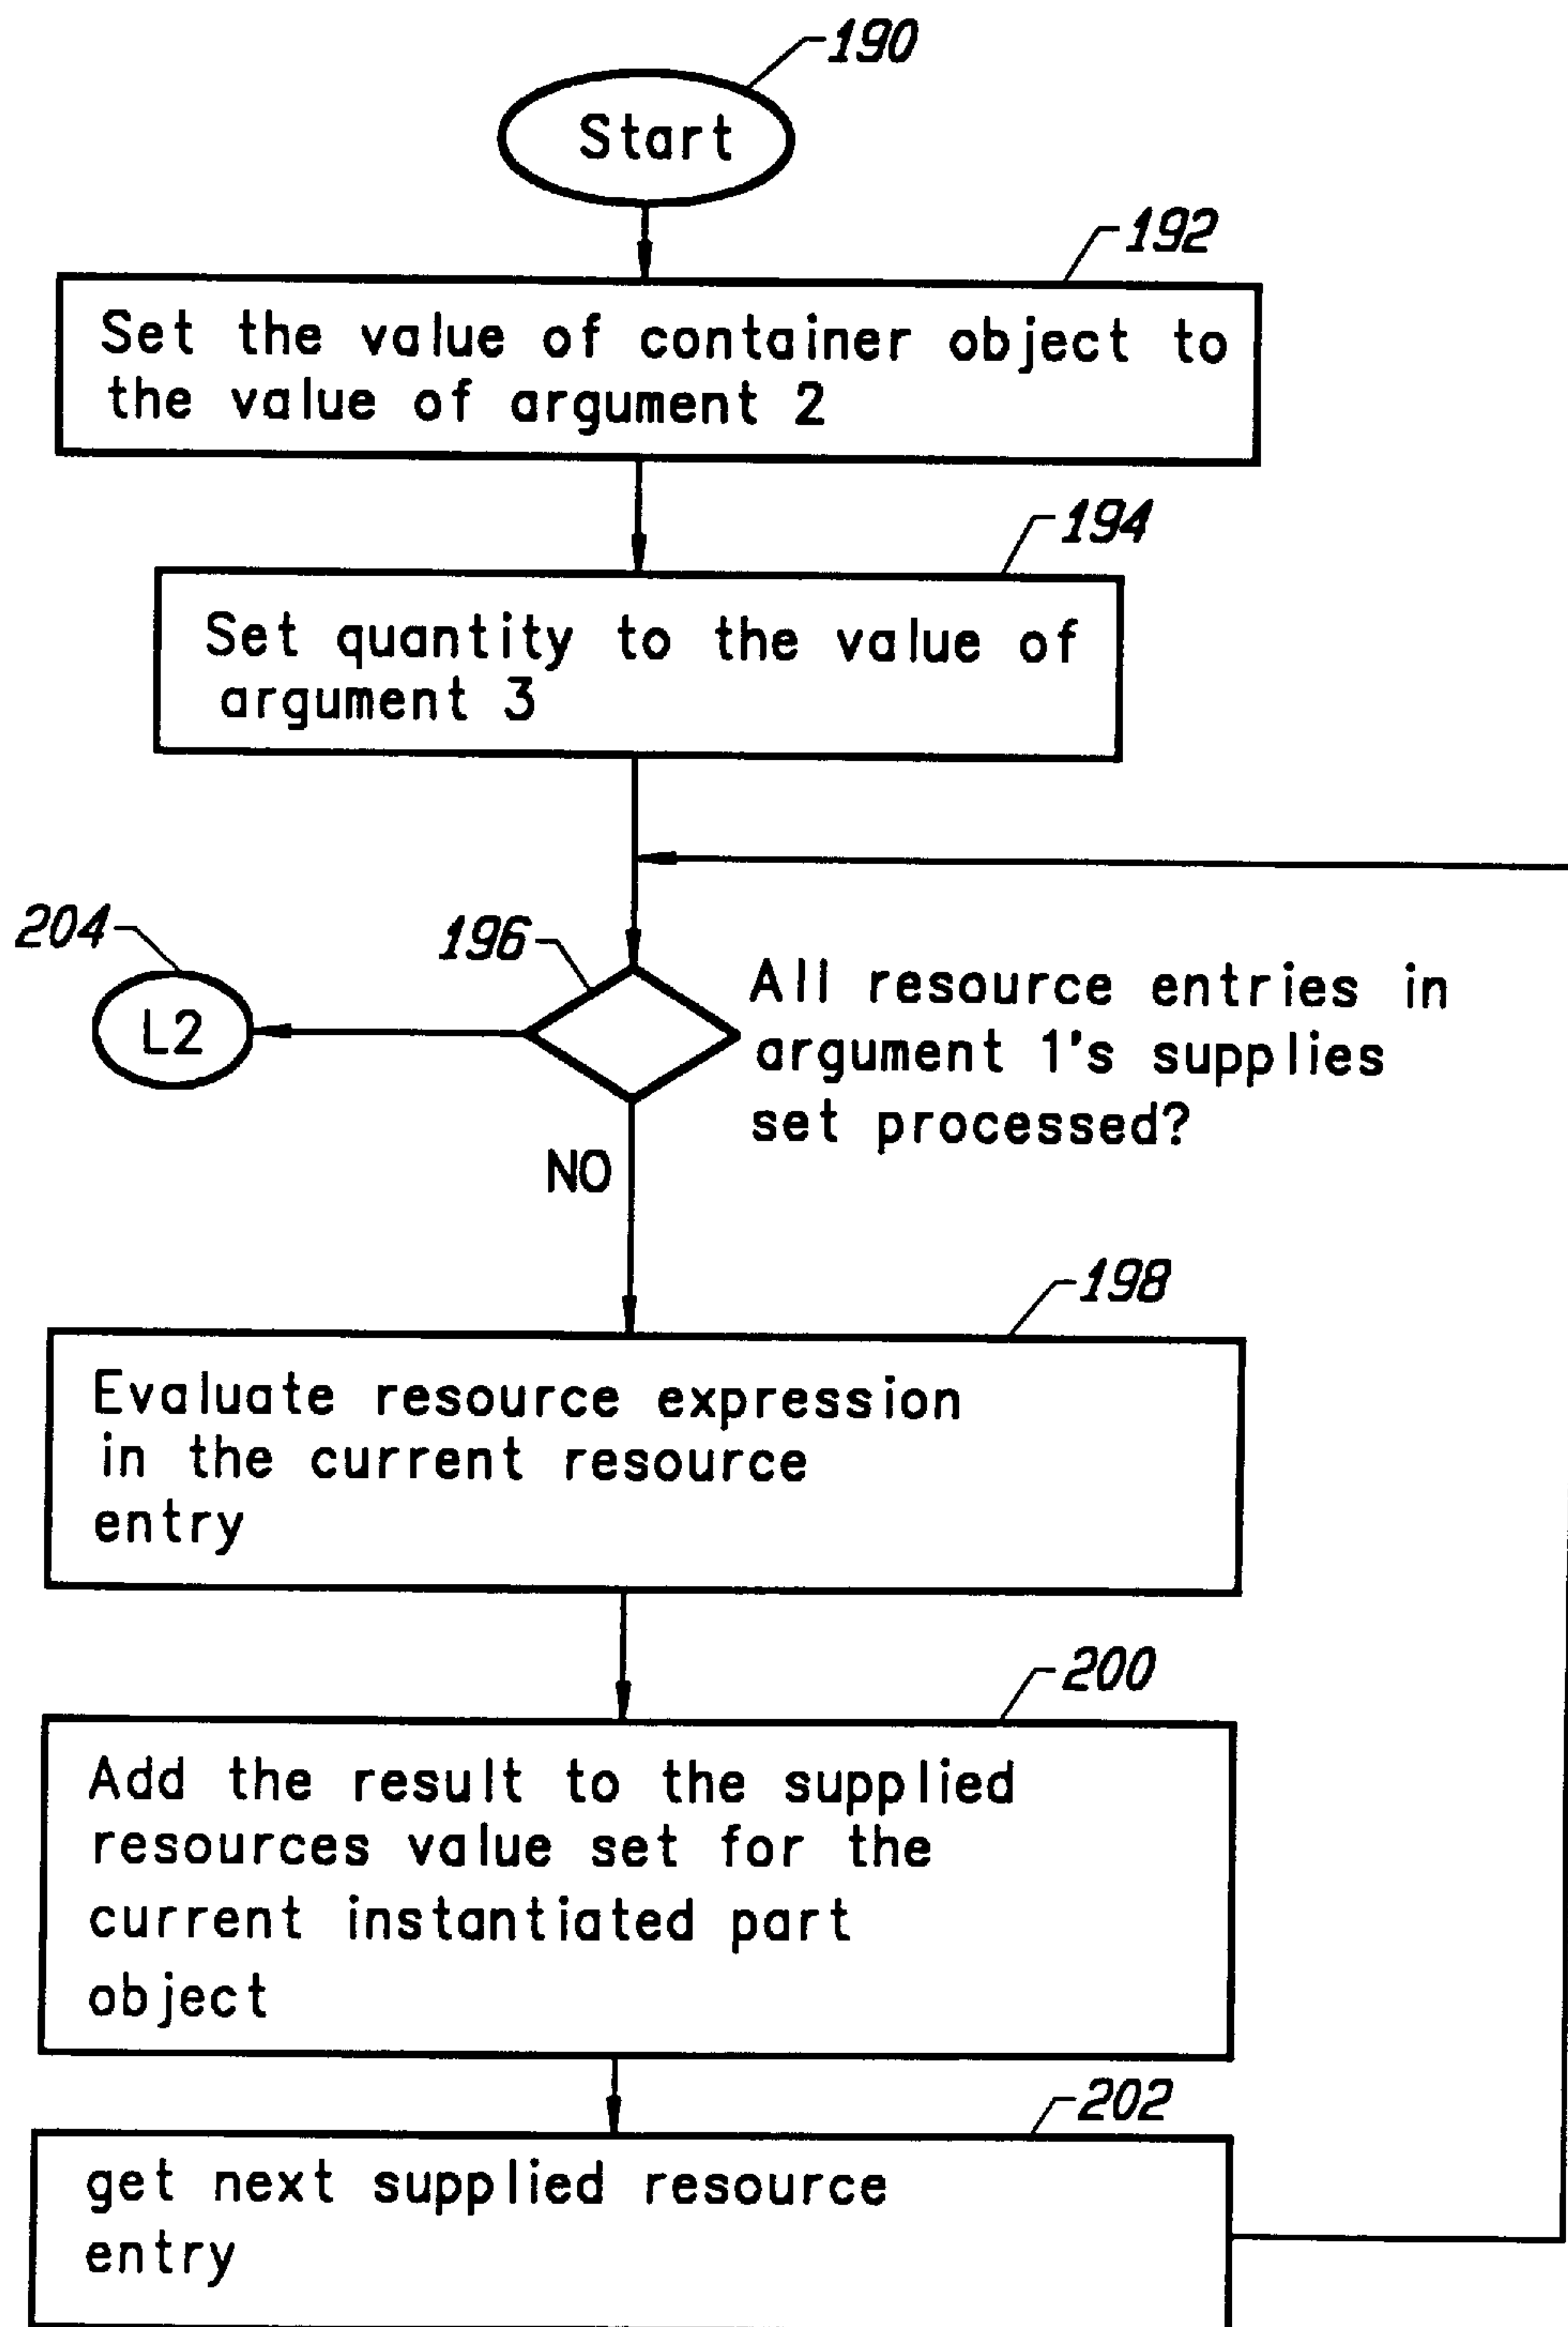 190
Start
192
Set the value of container object to
the value of argument 2
194
Set quantity to the value of
argument 3
204
196
L2
All resource entries in
argument 1's supplies
set processed?
NO
198
Evaluate resource expression
in the current resource
entry
200
Add the result to the supplied
resources value set for the
current instantiated part
object
202
get next supplied resource
entry